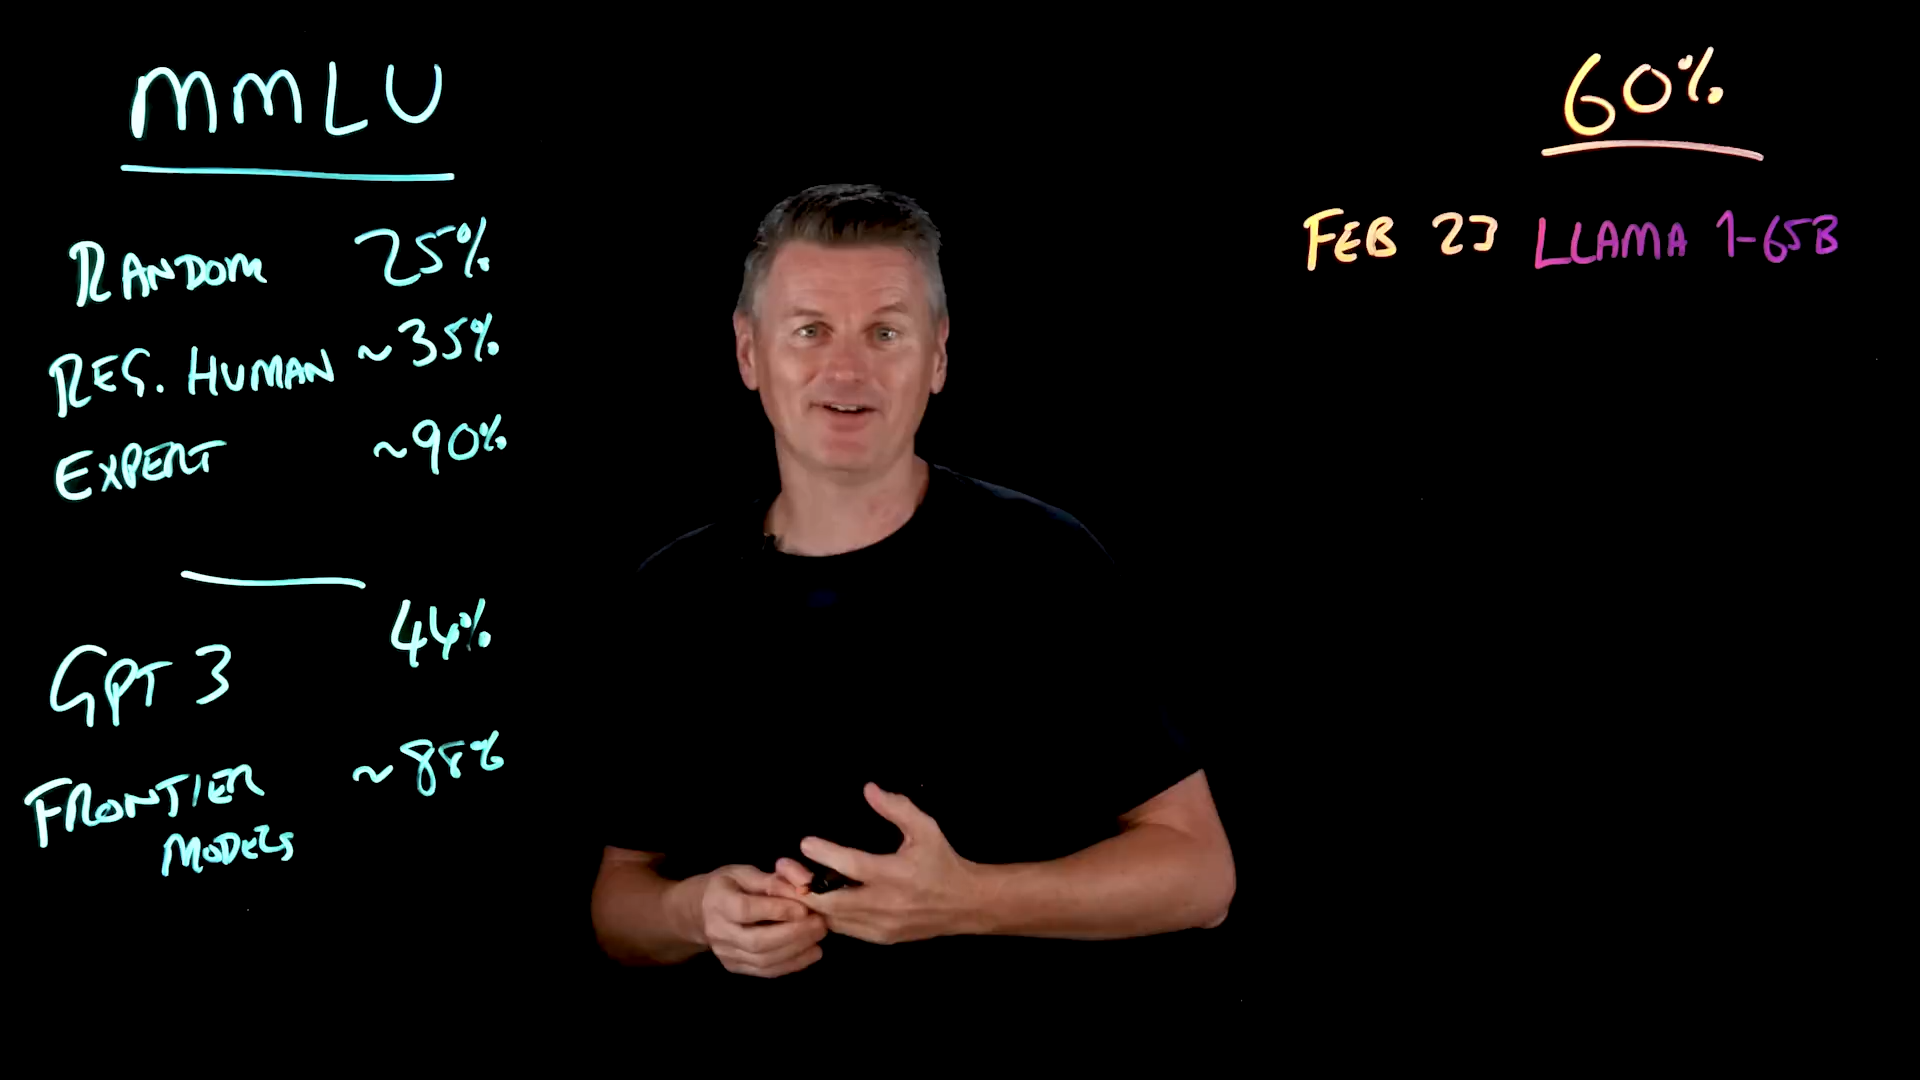 MMLU
RANDOM 25%
REG. HUMAN ~35%
EXPERT ~90%
GPT 3 44%
FRONTIER ~88%
MODELS
60%
FEB 23 LLAMA 1-65B